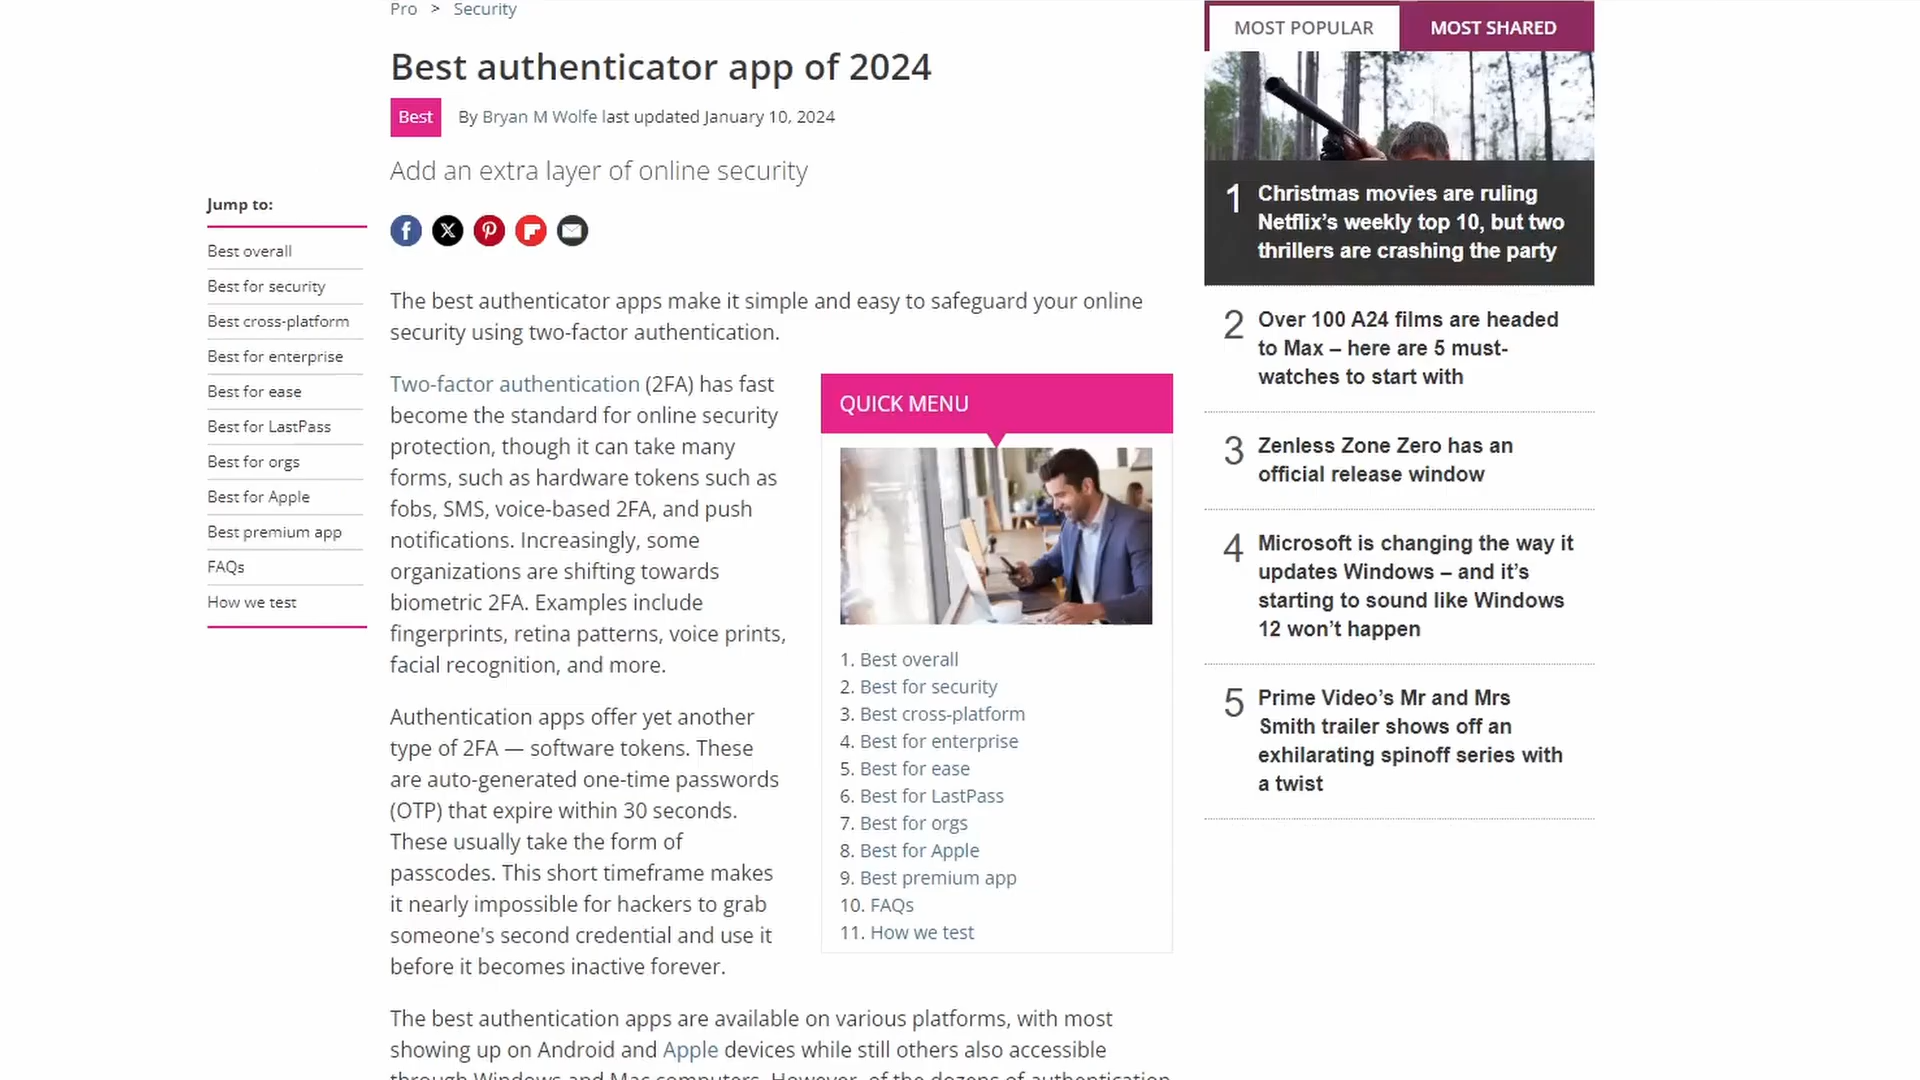 Pro > Security
Best authenticator app of 2024
Best
By Bryan M Wolfe last updated January 10, 2024
Add an extra layer of online security
Jump to:
Best overall
Best for security
Best cross-platform
Best for enterprise
Best for ease
Best for LastPass
Best for orgs
Best for Apple
Best premium app
FAQs
How we test
The best authenticator apps make it simple and easy to safeguard your online
security using two-factor authentication.
Two-factor authentication (2FA) has fast
become the standard for online security
protection, though it can take many
forms, such as hardware tokens such as
fobs, SMS, voice-based 2FA, and push
notifications. Increasingly, some
organizations are shifting towards
biometric 2FA. Examples include
fingerprints, retina patterns, voice prints,
facial recognition, and more.
Authentication apps offer yet another
type of 2FA — software tokens. These
are auto-generated one-time passwords
(OTP) that expire within 30 seconds.
These usually take the form of
passcodes. This short timeframe makes
it nearly impossible for hackers to grab
someone's second credential and use it
before it becomes inactive forever.
QUICK MENU
1. Best overall
2. Best for security
3. Best cross-platform
4. Best for enterprise
5. Best for ease
6. Best for LastPass
7. Best for orgs
8. Best for Apple
9. Best premium app
10. FAQs
11. How we test
The best authentication apps are available on various platforms, with most
showing up on Android and Apple devices while still others also accessible
through Windows and Mac computers. However, of the dozens of authentication
MOST POPULAR
MOST SHARED
1 Christmas movies are ruling
Netflix’s weekly top 10, but two
thrillers are crashing the party
2 Over 100 A24 films are headed
to Max – here are 5 must-
watches to start with
3 Zenless Zone Zero has an
official release window
4 Microsoft is changing the way it
updates Windows – and it’s
starting to sound like Windows
12 won’t happen
5 Prime Video’s Mr and Mrs
Smith trailer shows off an
exhilarating spinoff series with
a twist